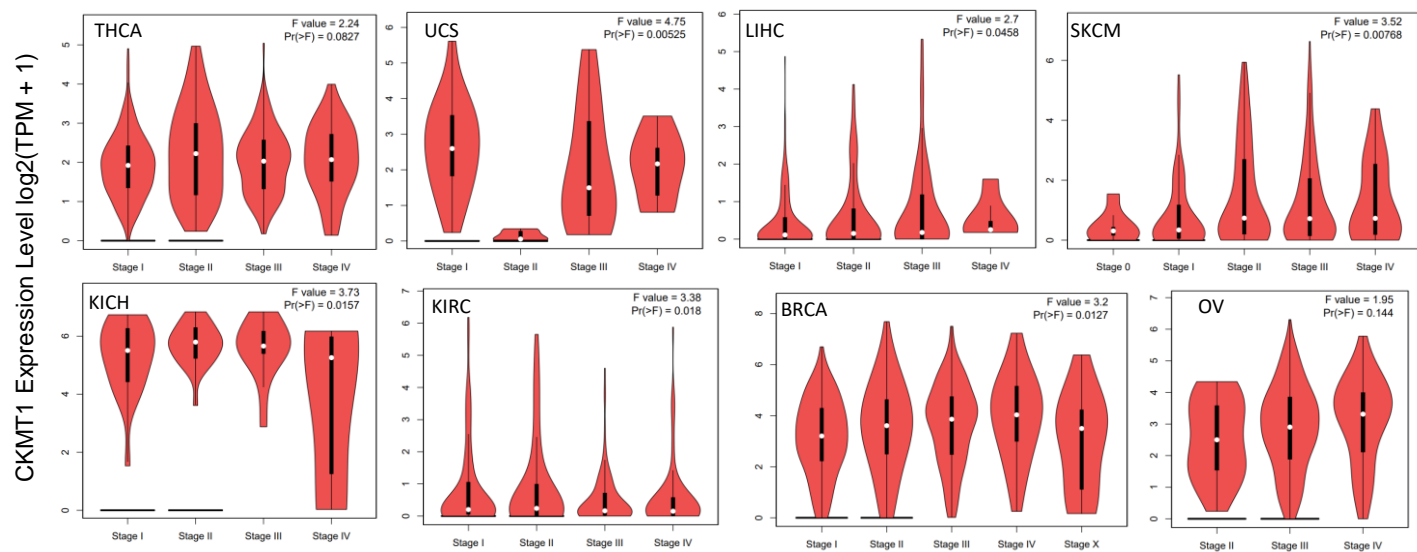 CKMT1 Expression Level log2(TPM + 1)
THCA
F value = 2.24
Pr(>F) = 0.0827
5
4
3
2
1
0
Stage I
Stage II
Stage III
Stage IV
UCS
F value = 4.75
Pr(>F) = 0.00525
5
4
3
2
1
0
Stage I
Stage II
Stage III
Stage IV
LIHC
F value = 2.7
Pr(>F) = 0.0458
6
5
4
3
2
1
0
Stage I
Stage II
Stage III
Stage IV
SKCM
F value = 3.52
Pr(>F) = 0.00768
6
4
2
0
Stage 0
Stage I
Stage II
Stage III
Stage IV
KICH
F value = 3.73
Pr(>F) = 0.0157
6
4
2
0
Stage I
Stage II
Stage III
Stage IV
KIRC
F value = 3.38
Pr(>F) = 0.018
7
6
5
4
3
2
1
0
Stage I
Stage II
Stage III
Stage IV
BRCA
F value = 3.2
Pr(>F) = 0.0127
8
6
4
2
0
Stage I
Stage II
Stage III
Stage IV
Stage X
OV
F value = 1.95
Pr(>F) = 0.144
7
6
5
4
3
2
1
0
Stage II
Stage III
Stage IV